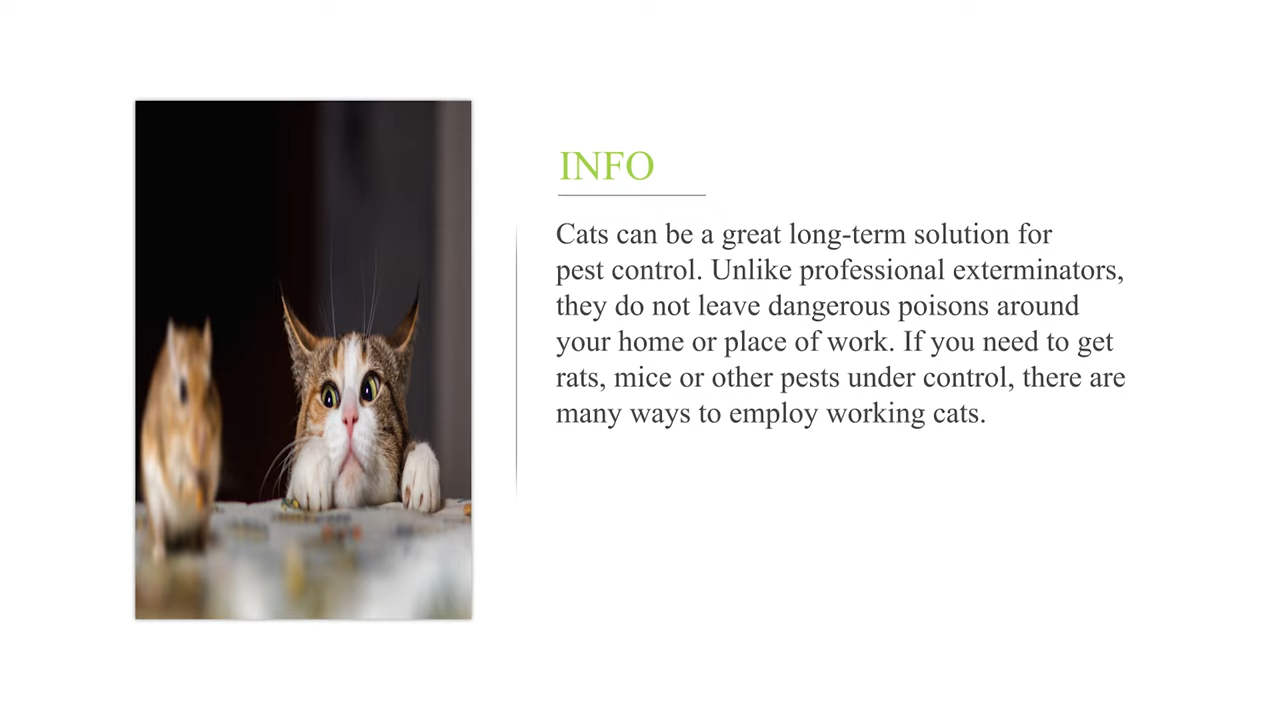 INFO
Cats can be a great long-term solution for
pest control. Unlike professional exterminators,
they do not leave dangerous poisons around
your home or place of work. If you need to get
rats, mice or other pests under control, there are
many ways to employ working cats.